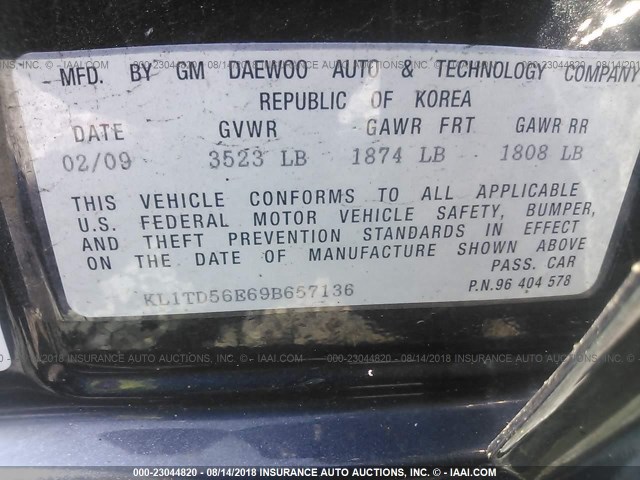 MFD. BY GM DAEWOO AUTO & TECHNOLOGY COMPANY
REPUBLIC OF KOREA
DATE GVWR GAWR FRT GAWR RR
02/09 3523 LB 1874 LB 1808 LB
THIS VEHICLE CONFORMS TO ALL APPLICABLE
U.S. FEDERAL MOTOR VEHICLE SAFETY, BUMPER,
AND THEFT PREVENTION STANDARDS IN EFFECT
ON THE DATE OF MANUFACTURE SHOWN ABOVE
PASS. CAR
KL1TD56E69B657136 P.N.96 404 578
000-23044820 - 08/14/2018 INSURANCE AUTO AUCTIONS, INC. © - IAAI.COM